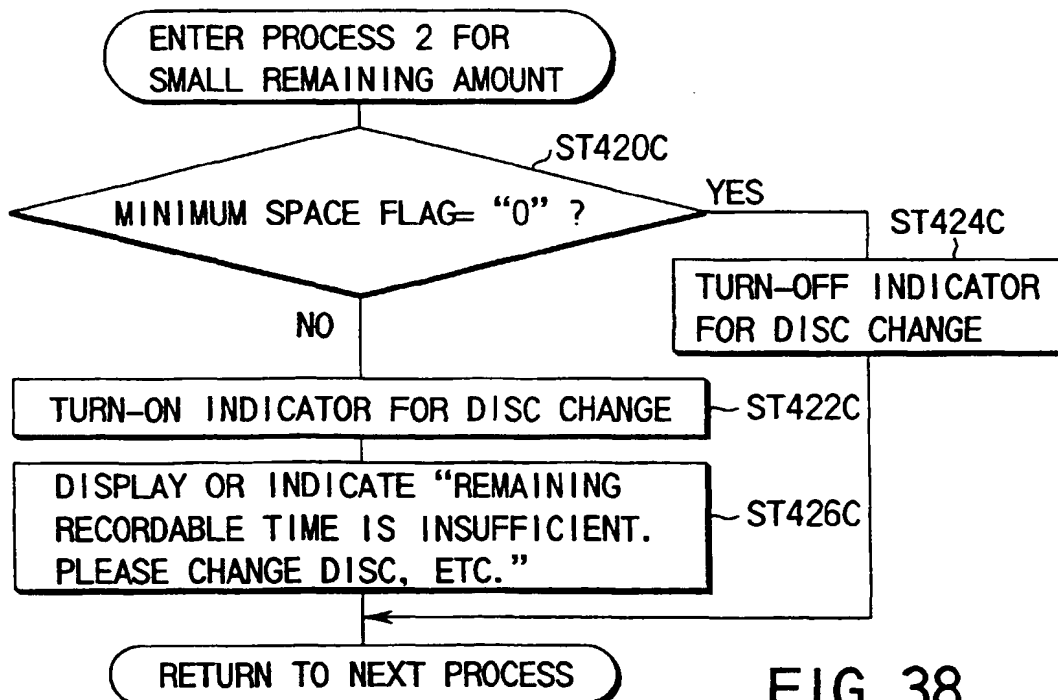 ENTER PROCESS 2 FOR
SMALL REMAINING AMOUNT
ST420C
MINIMUM SPACE FLAG= “0” ?
YES
ST424C
TURN-OFF INDICATOR
FOR DISC CHANGE
NO
TURN-ON INDICATOR FOR DISC CHANGE
ST422C
DISPLAY OR INDICATE “REMAINING
RECORDABLE TIME IS INSUFFICIENT.
PLEASE CHANGE DISC, ETC.”
ST426C
RETURN TO NEXT PROCESS
FIG. 38